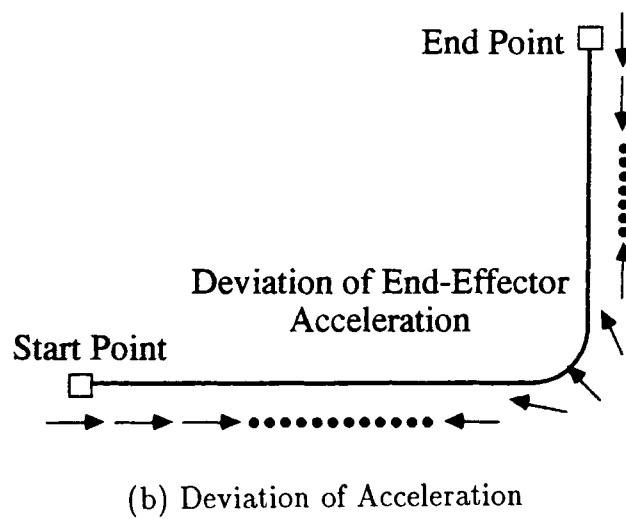 End Point
Deviation of End-Effector
Acceleration
Start Point
(b) Deviation of Acceleration